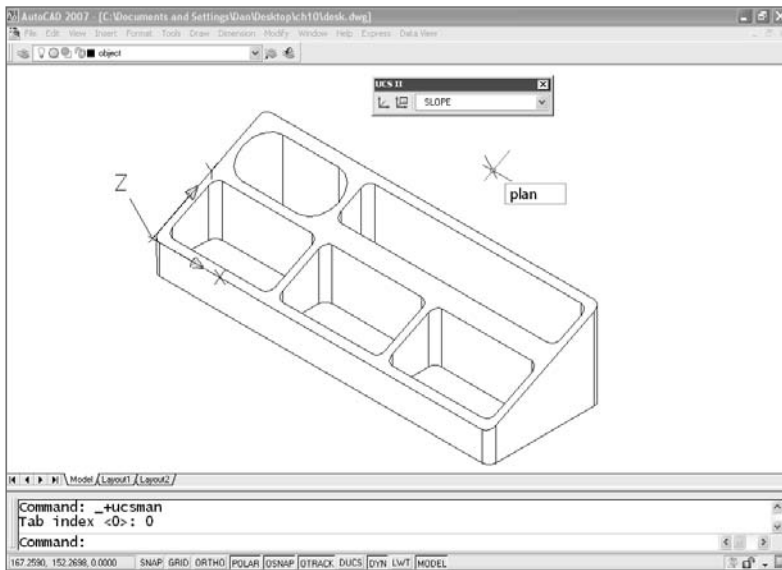 AutoCAD 2007 - [C:\Documents and Settings\Dan\Desktop\ch10\desk.dwg]
File Edit View Insert Format Tools Draw Dimension Modify Window Help Express Data View
object
UCS II
SLOPE
Z
Y
X
plan
Model Layout1 Layout2
Command: _+ucsman
Tab index <0>: 0
Command:
167.2590, 152.2698, 0.0000 SNAP GRID ORTHO POLAR OSNAP OTRACK DUCS DYN LWT MODEL